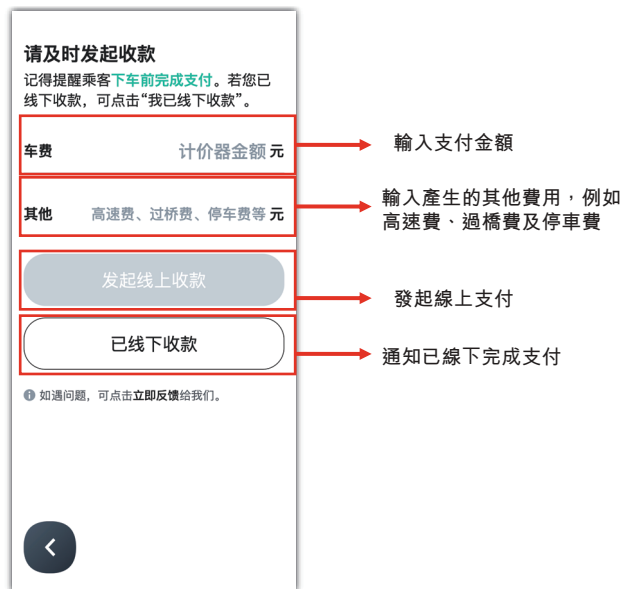 请及时发起收款
记得提醒乘客下车前完成支付。若您已
线下收款，可点击“我已线下收款”。
车费 计价器金额 元
輸入支付金額
其他 高速费、过桥费、停车费等 元
輸入產生的其他費用，例如
高速費、過橋費及停車費
发起线上收款
發起線上支付
已线下收款
通知已線下完成支付
如遇问题，可点击立即反馈给我们。